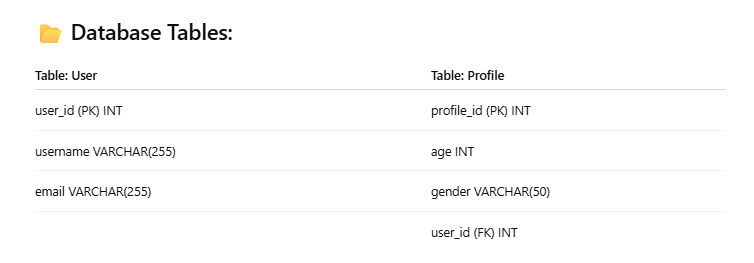 Database Tables:
Table: User Table: Profile
user_id (PK) INT profile_id (PK) INT
username VARCHAR(255) age INT
email VARCHAR(255) gender VARCHAR(50)
user_id (FK) INT